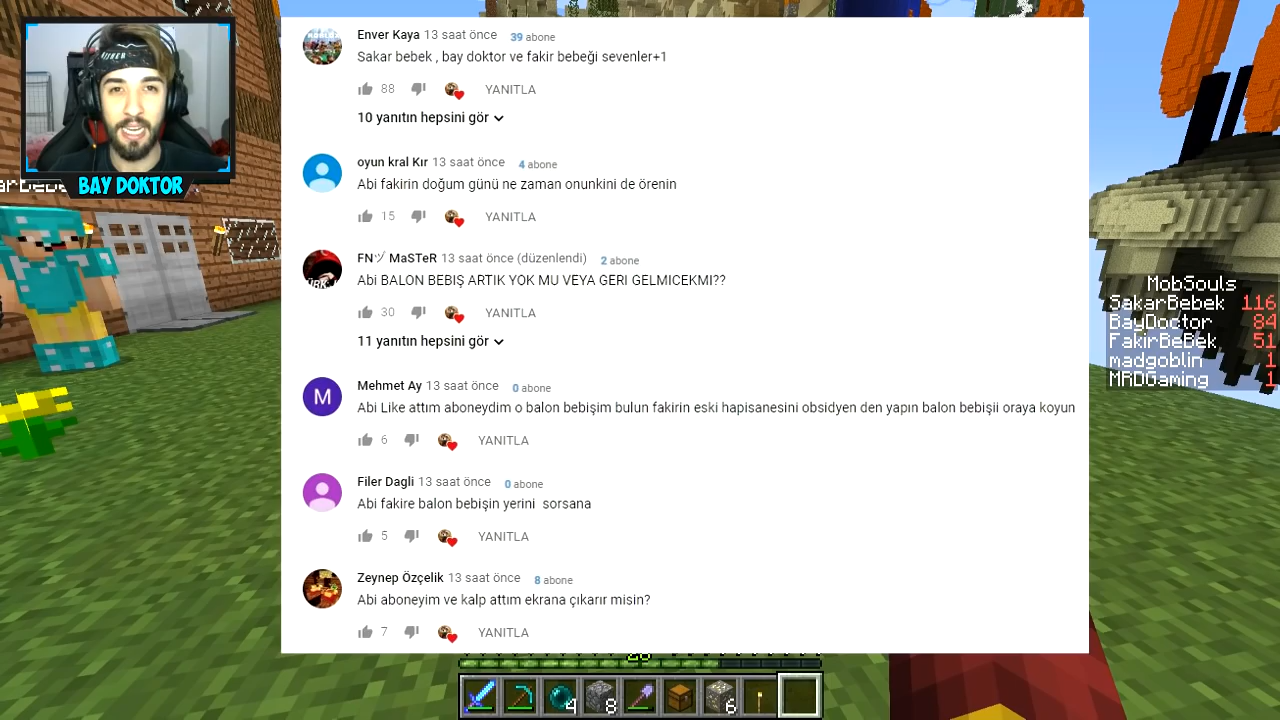 BAY DOKTOR
Enver Kaya 13 saat önce 39 abone
Sakar bebek , bay doktor ve fakir bebeği sevenler+1
88 YANITLA
10 yanıtın hepsini gör
oyun kral Kır 13 saat önce 4 abone
Abi fakirin doğum günü ne zaman onunkini de örenin
15 YANITLA
FNヅ MaSTeR 13 saat önce (düzenlendi) 2 abone
Abi BALON BEBIŞ ARTIK YOK MU VEYA GERI GELMICEKMI??
30 YANITLA
11 yanıtın hepsini gör
M
Mehmet Ay 13 saat önce 0 abone
Abi Like attım aboneydim o balon bebişim bulun fakirin eski hapisanesini obsidyen den yapın balon bebişii oraya koyun
6 YANITLA
Filer Dagli 13 saat önce 0 abone
Abi fakire balon bebişin yerini sorsana
5 YANITLA
Zeynep Özçelik 13 saat önce 8 abone
Abi aboneyim ve kalp attım ekrana çıkarır misin?
7 YANITLA
MobSouls
SakarBebek 116
BayDoctor 84
FakirBeBek 51
madgoblin 1
MRDGaming 1
4 8 6